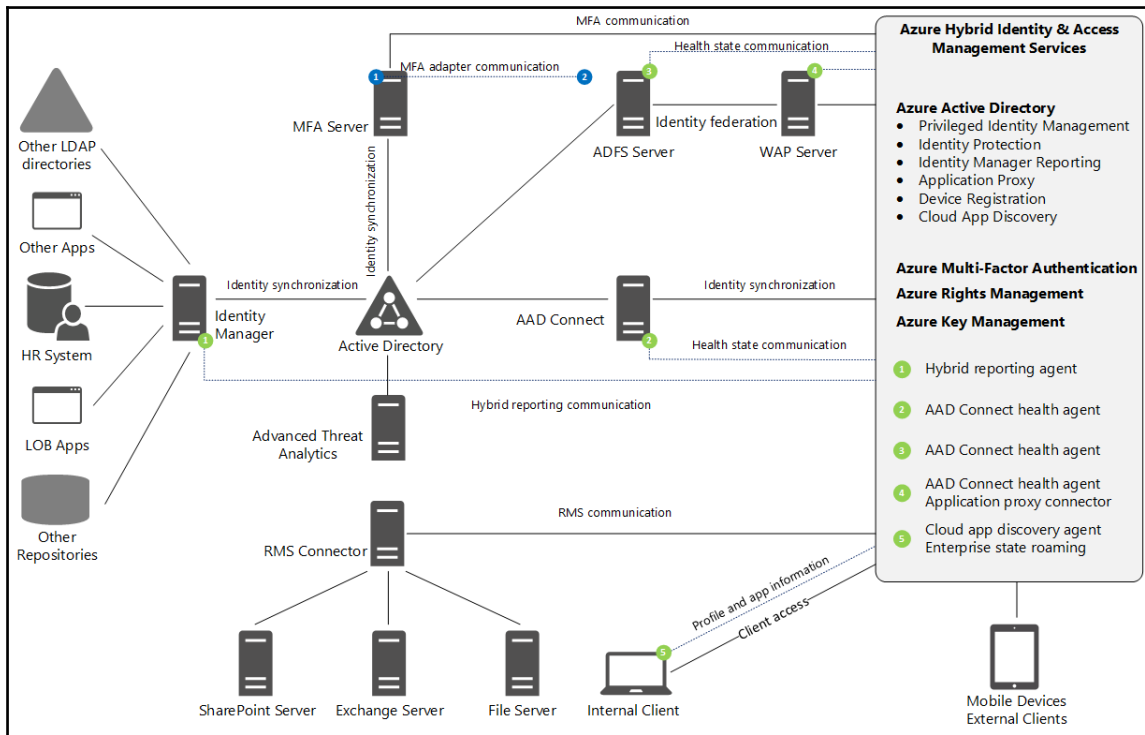 MFA communication
Azure Hybrid Identity & Access
Management Services
Health state communication
MFA adapter communication
1
2
3
4
MFA Server
Identity federation
ADFS Server
WAP Server
Azure Active Directory
• Privileged Identity Management
• Identity Protection
• Identity Manager Reporting
• Application Proxy
• Device Registration
• Cloud App Discovery
Other LDAP
directories
Other Apps
HR System
LOB Apps
Other
Repositories
Identity synchronization
Identity synchronization
Identity
Manager
1
Active Directory
AAD Connect
2
Identity synchronization
Health state communication
Hybrid reporting communication
Azure Multi-Factor Authentication
Azure Rights Management
Azure Key Management
1 Hybrid reporting agent
2 AAD Connect health agent
3 AAD Connect health agent
4 AAD Connect health agent
Application proxy connector
5 Cloud app discovery agent
Enterprise state roaming
Advanced Threat
Analytics
RMS Connector
RMS communication
Profile and app information
Client access
5
SharePoint Server
Exchange Server
File Server
Internal Client
Mobile Devices
External Clients